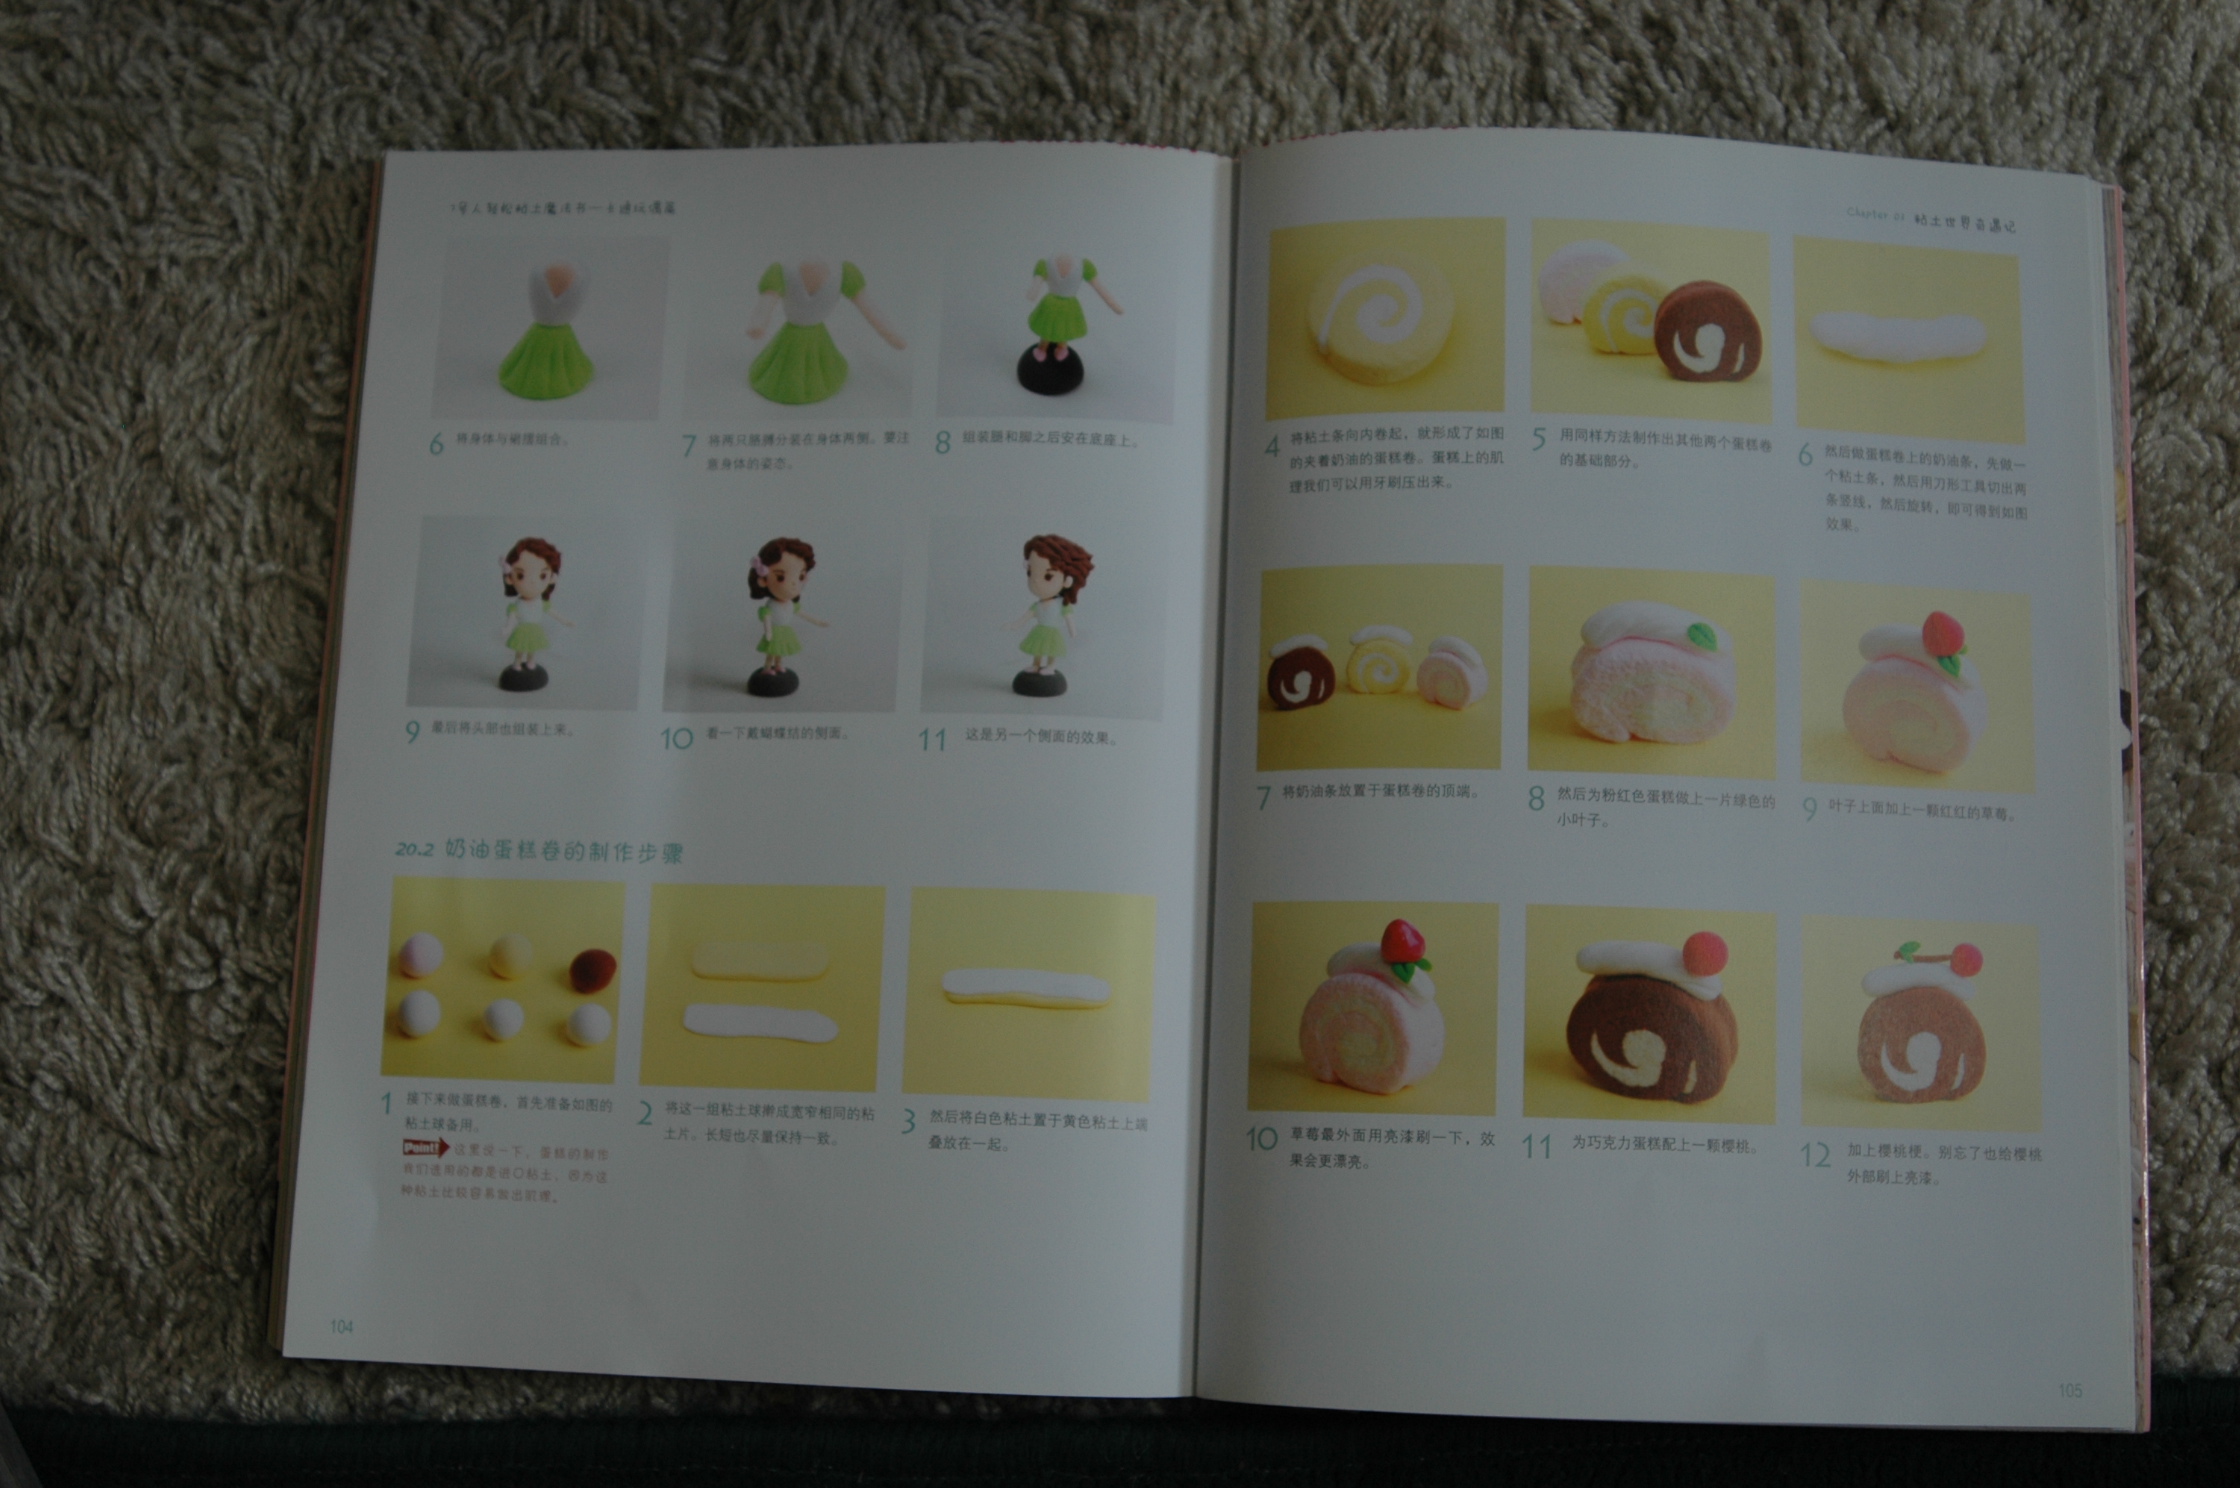 将身体与裙摆组合。
6
将两只胳膊分装在身体两侧。要注
意身体的姿态。
7
组装腿和脚之后安在底座上。
8
最后将头部也组装上来。
9
看一下戴蝴蝶结的侧面。
10
这是另一个侧面的效果。
11
20.2 奶油蛋糕卷的制作步骤
1 接下来做蛋糕卷，首先准备如图的
粘土球备用。
Point 这里说一下，蛋糕的制作
2 将这一组粘土球擀成宽窄相同的粘
土片。长短也尽量保持一致。
3 然后将白色粘土置于黄色粘土上端
叠放在一起。
104
Chapter 01 粘土世界奇遇记
4 将粘土条向内卷起，就形成了如图
的夹着奶油的蛋糕卷。蛋糕上的肌
理我们可以用牙刷压出来。
5 用同样方法制作出其他两个蛋糕卷
的基础部分。
6 然后做蛋糕卷上的奶油条，先做一
个粘土条，然后用刀形工具切出两
条竖线，然后旋转，即可得到如图
效果。
7 将奶油条放置于蛋糕卷的顶端。
8 然后为粉红色蛋糕做上一片绿色的
小叶子。
9 叶子上面加上一颗红红的草莓。
10 草莓最外面用亮漆刷一下，效
果会更漂亮。
11 为巧克力蛋糕配上一颗樱桃。
12 加上樱桃梗。别忘了也给樱桃
外部刷上亮漆。
105